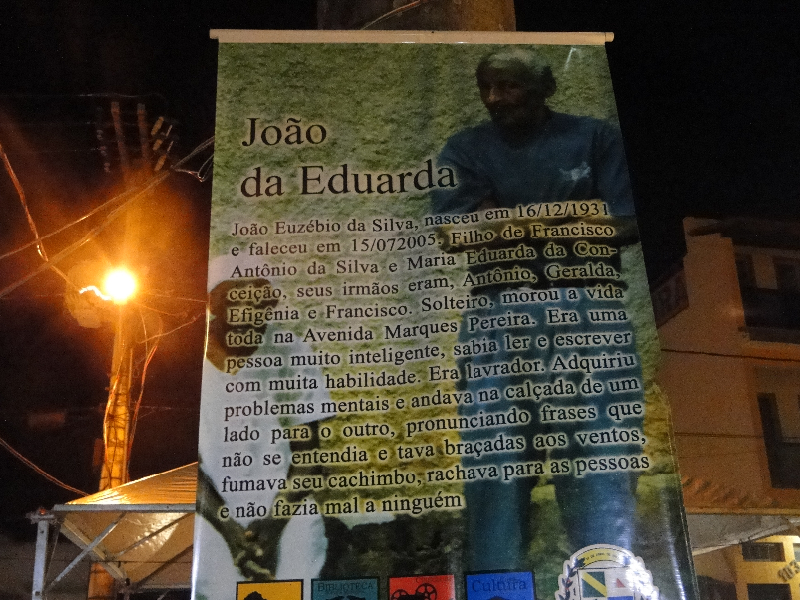 João
da Eduarda
João Euzébio da Silva, nasceu em 16/12/1931
e faleceu em 15/072005. Filho de Francisco
Antônio da Silva e Maria Eduarda da Con-
ceição, seus irmãos eram, Antônio, Geralda,
Efigênia e Francisco. Solteiro, morou a vida
toda na Avenida Marques Pereira. Era uma
pessoa muito inteligente, sabia ler e escrever
com muita habilidade. Era lavrador. Adquiriu
problemas mentais e andava na calçada de um
lado para o outro, pronunciando frases que
não se entendia e tava braçadas aos ventos,
fumava seu cachimbo, rachava para as pessoas
e não fazia mal a ninguém
Biblioteca
Cultura